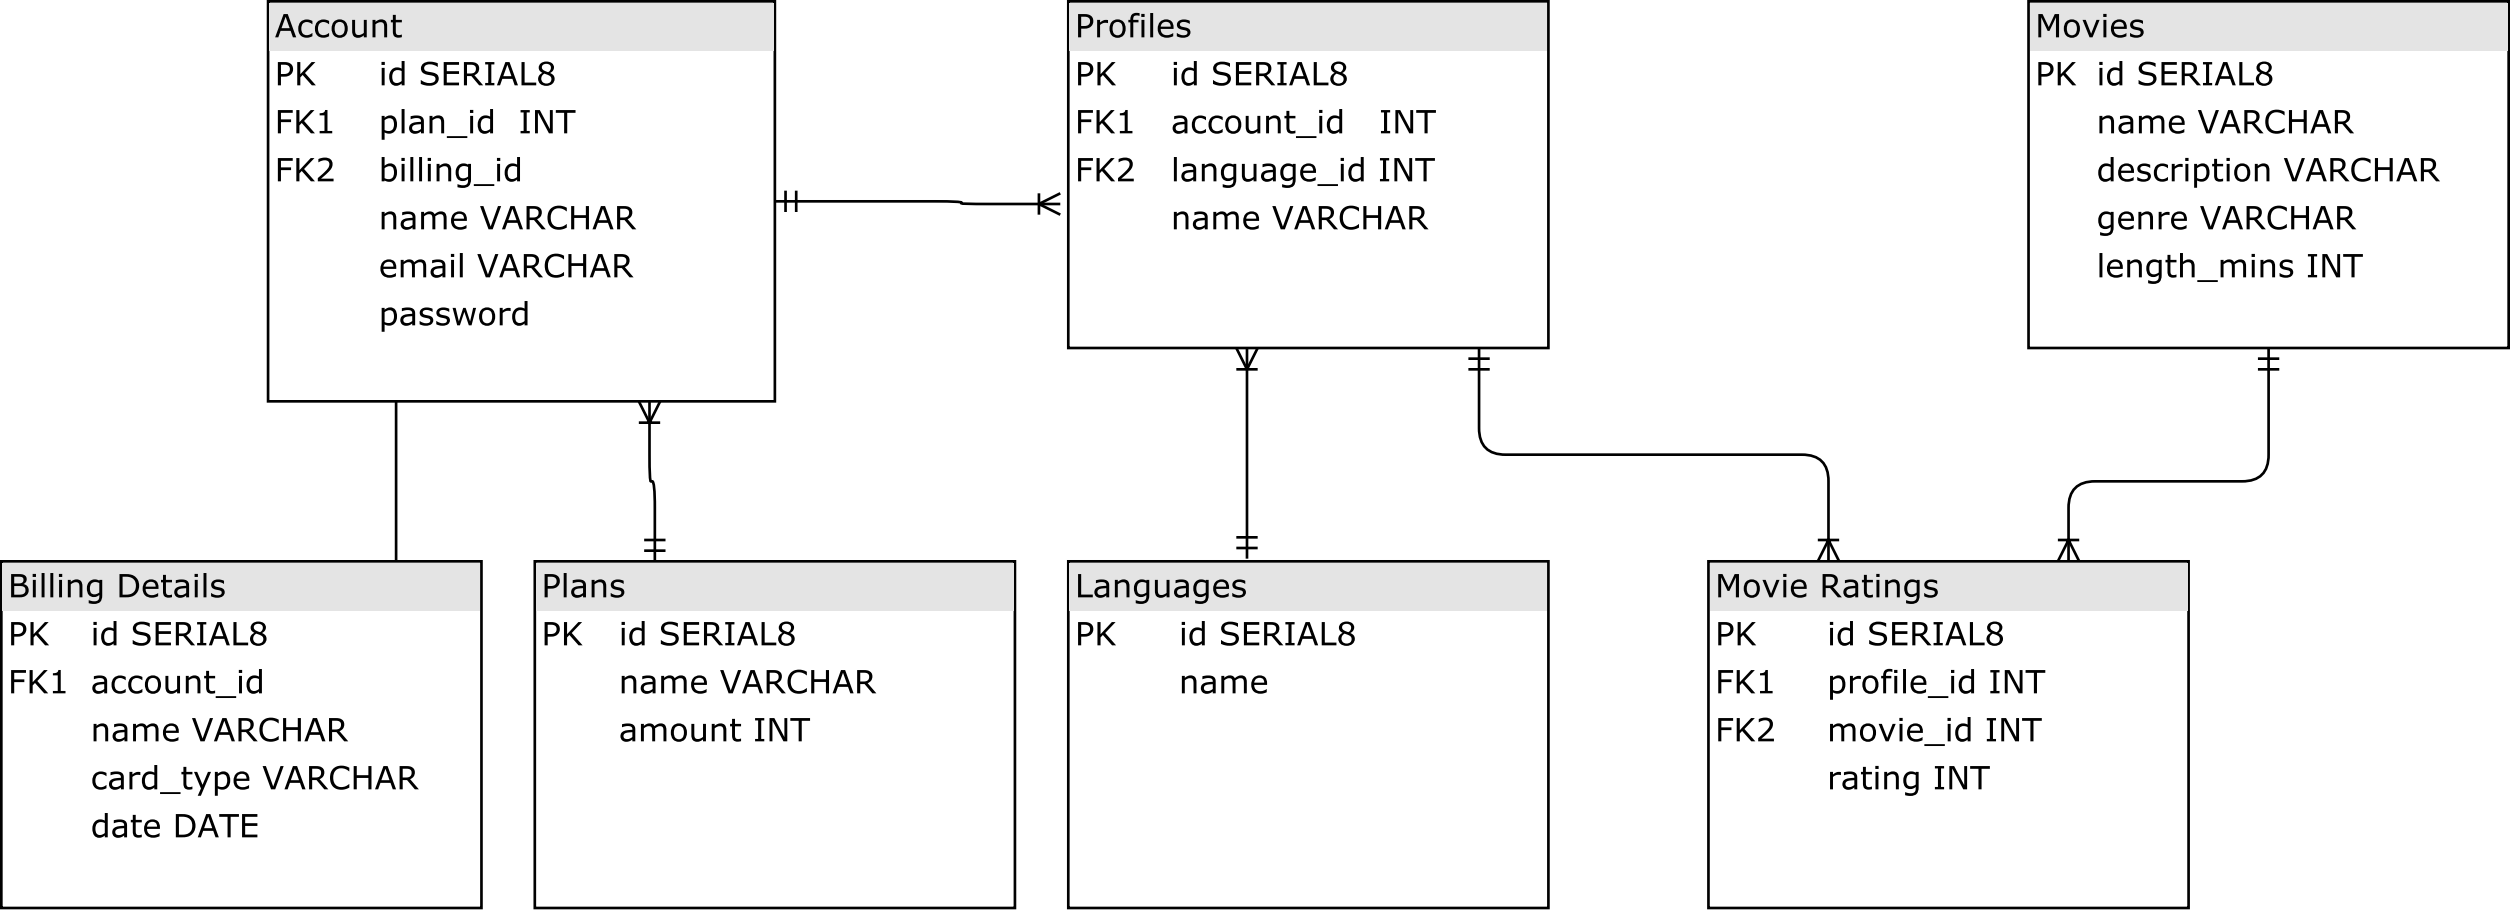 Account
PK id SERIAL8
FK1 plan_id INT
FK2 billing_id
name VARCHAR
email VARCHAR
password
Profiles
PK id SERIAL8
FK1 account_id INT
FK2 language_id INT
name VARCHAR
Movies
PK id SERIAL8
name VARCHAR
description VARCHAR
genre VARCHAR
length_mins INT
Billing Details
PK id SERIAL8
FK1 account_id
name VARCHAR
card_type VARCHAR
date DATE
Plans
PK id SERIAL8
name VARCHAR
amount INT
Languages
PK id SERIAL8
name
Movie Ratings
PK id SERIAL8
FK1 profile_id INT
FK2 movie_id INT
rating INT